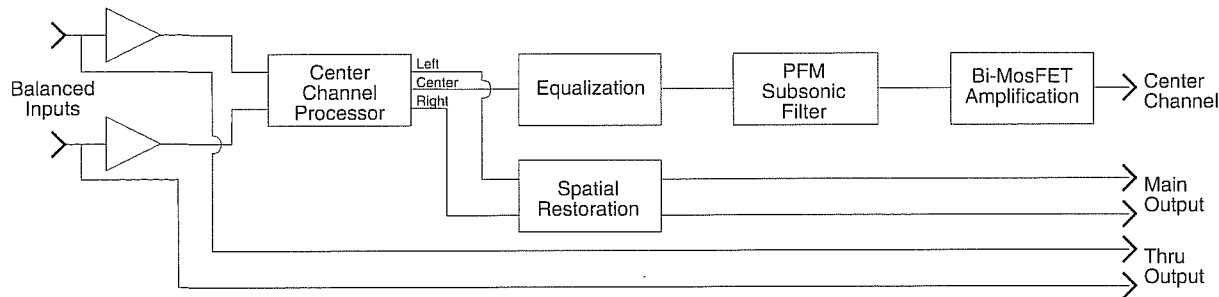 Balanced
Inputs
Center
Channel
Processor
Left
Center
Right
Equalization
PFM
Subsonic
Filter
Bi-MosFET
Amplification
Center
Channel
Spatial
Restoration
Main
Output
Thru
Output